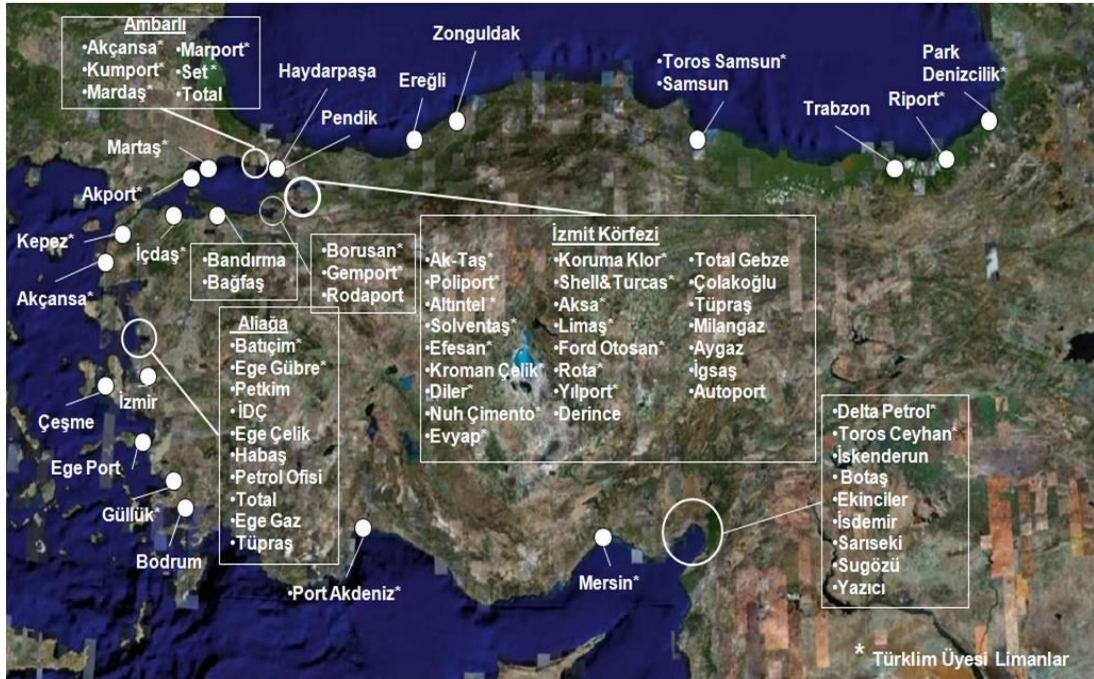 Ambarlı
•Akçansa* •Marport*
•Kumport* •Set*
•Mardaş* •Total
Haydarpaşa
Pendik
Ereğli
Zonguldak
•Toros Samsun*
•Samsun
Trabzon
Riport*
Park
Denizcilik*
Martaş*
Akport*
Kepez*
İçdaş*
Akçansa*
•Bandırma
•Bağfaş
•Borusan*
•Gemport*
•Rodaport
İzmit Körfezi
•Ak-Taş* •Koruma Klor* •Total Gebze
•Poliport* •Shell& Turcas* •Çolakoğlu
•Altıntel* •Aksa* •Tüpraş
•Solventaş* •Limaş* •Milangaz
•Efesan* •Ford Otosan* •Aygaz
•Kroman Çelik* •Rota* •İgsaş
•Diler* •Yılport* •Autoport
•Nuh Çimento* •Derince
•Evyap*
Aliağa
•Batıçim*
•Ege Gübre*
•Petkim
•İDÇ
•Ege Çelik
•Habaş
•Petrol Ofisi
•Total
•Ege Gaz
•Tüpraş
İzmir
Çeşme
Ege Port
Güllük*
Bodrum
•Port Akdeniz*
Mersin*
•Delta Petrol*
•Toros Ceyhan*
•İskenderun
•Botaş
•Ekinciler
•İsdemir
•Sarıseki
•Sugözü
•Yazıcı
* Türklim Üyesi Limanlar